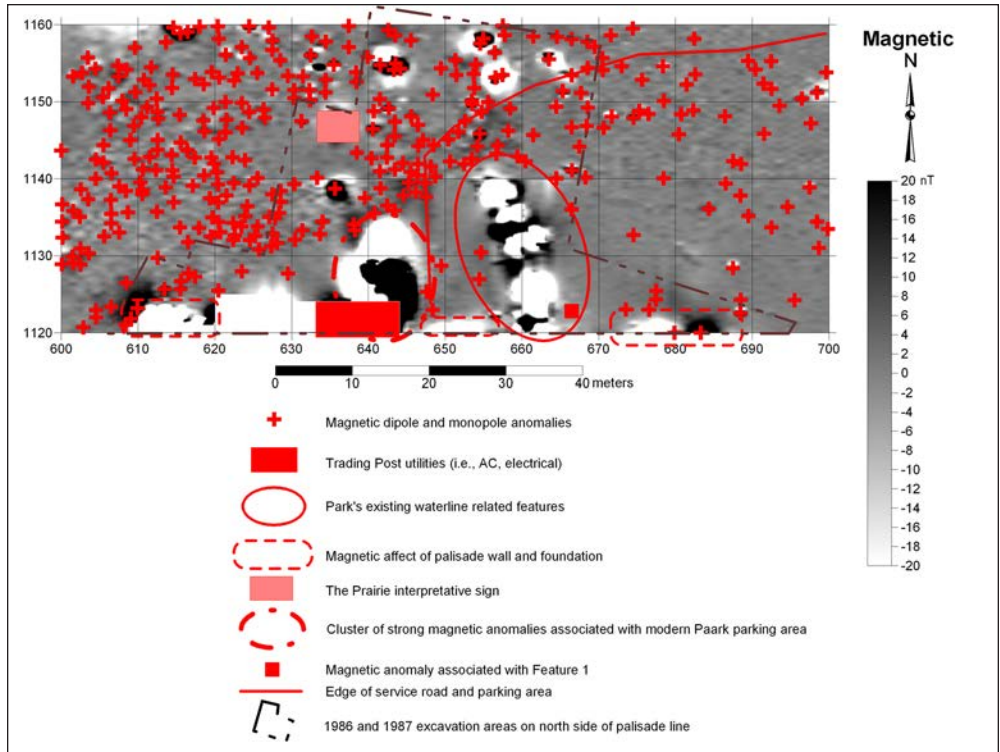 1160
1150
1140
1130
1120
600 610 620 630 640 650 660 670 680 690 700
Magnetic
N
20 nT
18
16
14
12
10
8
6
4
2
0
-2
-4
-6
-8
-10
-12
-14
-16
-18
-20
0 10 20 30 40 meters
Magnetic dipole and monopole anomalies
Trading Post utilities (i.e., AC, electrical)
Park's existing waterline related features
Magnetic affect of palisade wall and foundation
The Prairie interpretative sign
Cluster of strong magnetic anomalies associated with modern Paark parking area
Magnetic anomaly associated with Feature 1
Edge of service road and parking area
1986 and 1987 excavation areas on north side of palisade line